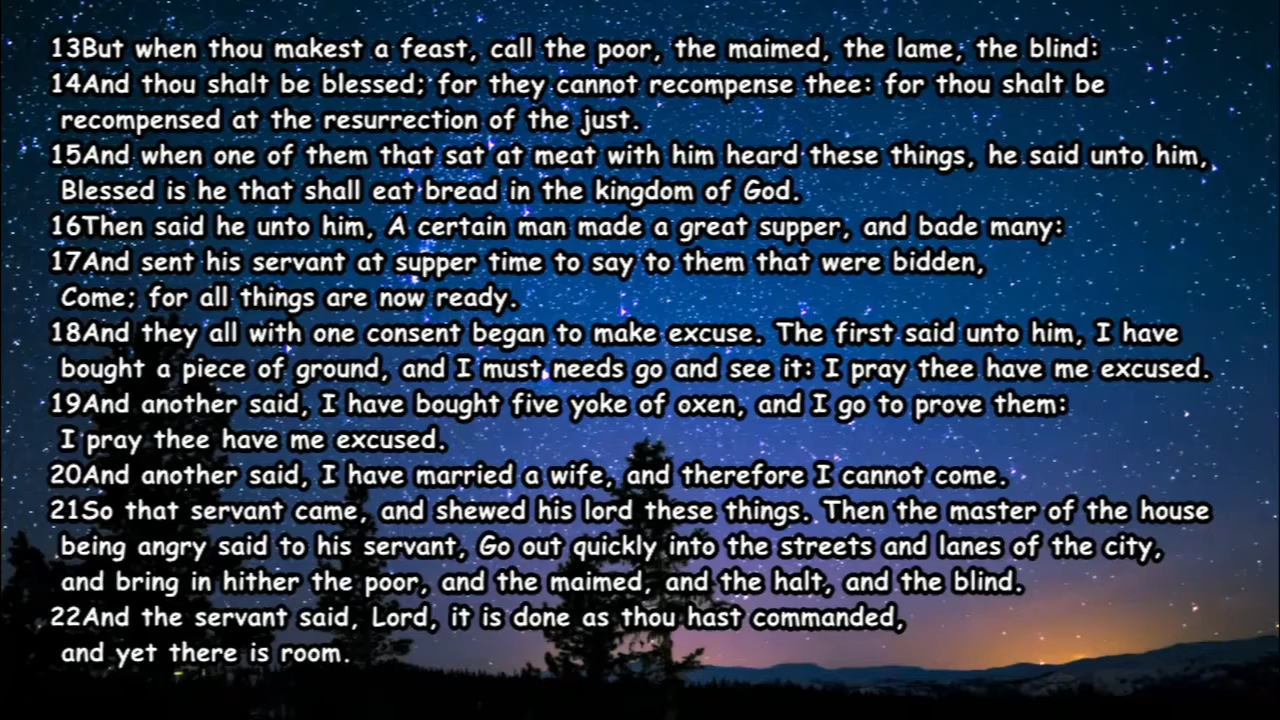 13But when thou makest a feast, call the poor, the maimed, the lame, the blind:
14And thou shalt be blessed; for they cannot recompense thee: for thou shalt be
recompensed at the resurrection of the just.
15And when one of them that sat at meat with him heard these things, he said unto him,
Blessed is he that shall eat bread in the kingdom of God.
16Then said he unto him, A certain man made a great supper, and bade many:
17And sent his servant at supper time to say to them that were bidden,
Come; for all things are now ready.
18And they all with one consent began to make excuse. The first said unto him, I have
bought a piece of ground, and I must needs go and see it: I pray thee have me excused.
19And another said, I have bought five yoke of oxen, and I go to prove them:
I pray thee have me excused.
20And another said, I have married a wife, and therefore I cannot come.
21So that servant came, and shewed his lord these things. Then the master of the house
being angry said to his servant, Go out quickly into the streets and lanes of the city,
and bring in hither the poor, and the maimed, and the halt, and the blind.
22And the servant said, Lord, it is done as thou hast commanded,
and yet there is room.